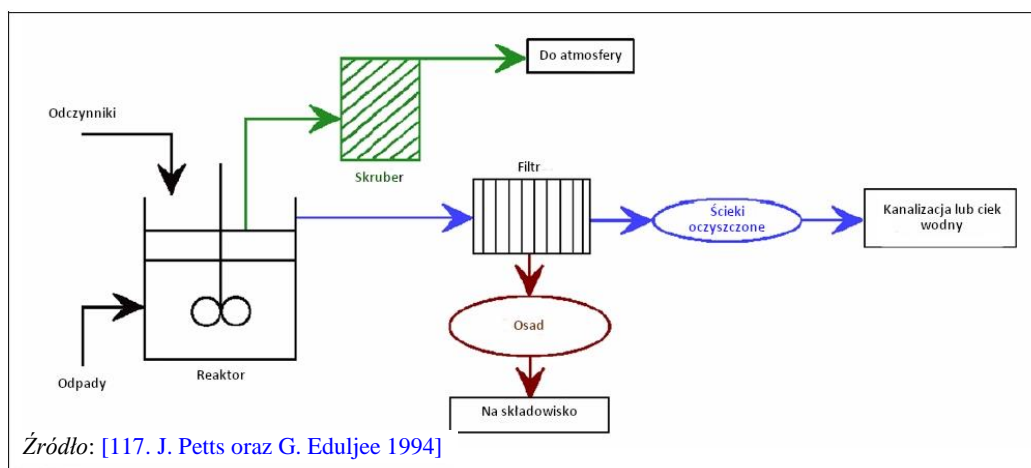 Do atmosfery
Odczynniki
Skruber
Filtr
Ścieki
oczyszczone
Kanalizacja lub ciek
wodny
Osad
Reaktor
Odpady
Na składowisko
Źródło: [117. J. Petts oraz G. Eduljee 1994]